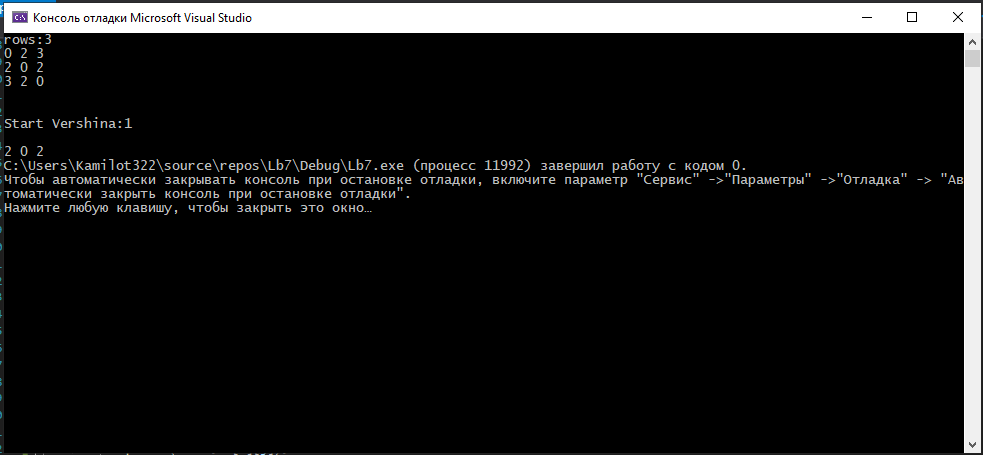 Консоль отладки Microsoft Visual Studio
rows:3
0 2 3
2 0 2
3 2 0
Start Vershina:1
2 0 2
C:\Users\Kamilot322\source\repos\Lb7\Debug\Lb7.exe (процесс 11992) завершил работу с кодом 0.
Чтобы автоматически закрывать консоль при остановке отладки, включите параметр "Сервис" ->"Параметры" ->"Отладка" -> "Ав
томатически закрыть консоль при остановке отладки".
Нажмите любую клавишу, чтобы закрыть это окно…